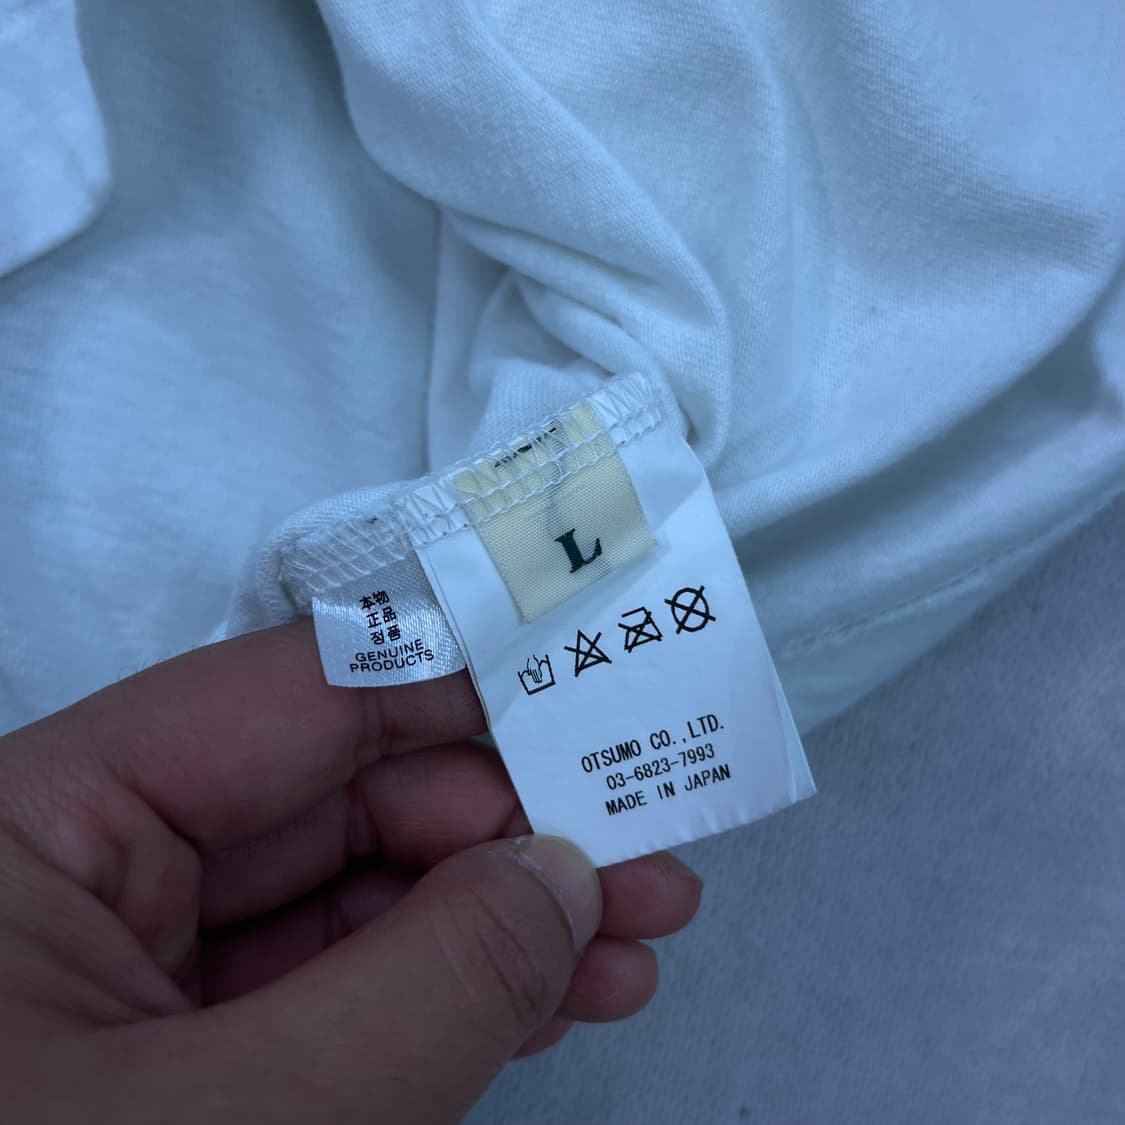 本物
正品
정품
GENUINE
PRODUCTS
L
OTSUMO CO.,LTD.
03-6823-7993
MADE IN JAPAN